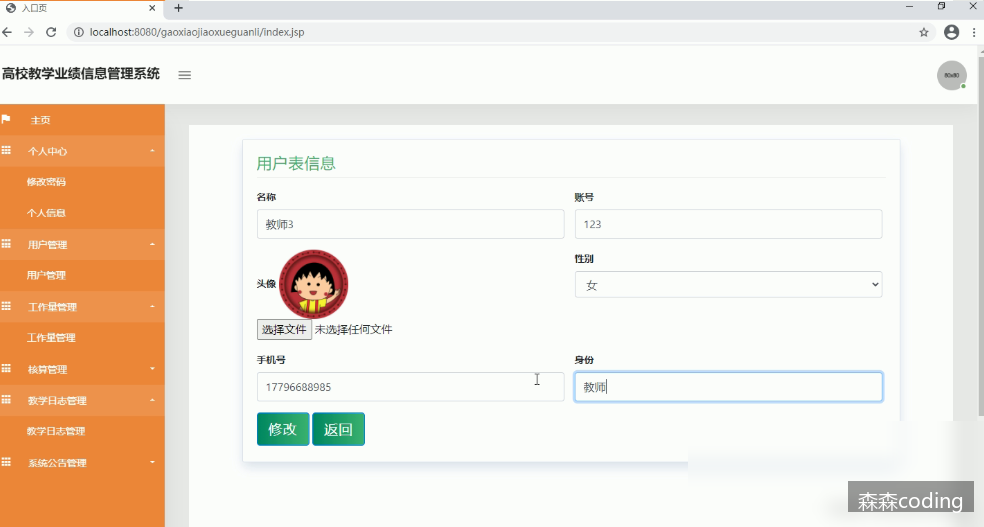 入口页
localhost:8080/gaoxiaojiaoxueguanli/index.jsp
高校教学业绩信息管理系统
60x60
主页
个人中心
修改密码
个人信息
用户管理
用户管理
工作量管理
工作量管理
核算管理
教学日志管理
教学日志管理
系统公告管理
用户表信息
名称
账号
教师3
123
头像
性别
女
选择文件 未选择任何文件
手机号
身份
17796688985
教师
修改
返回
森森coding